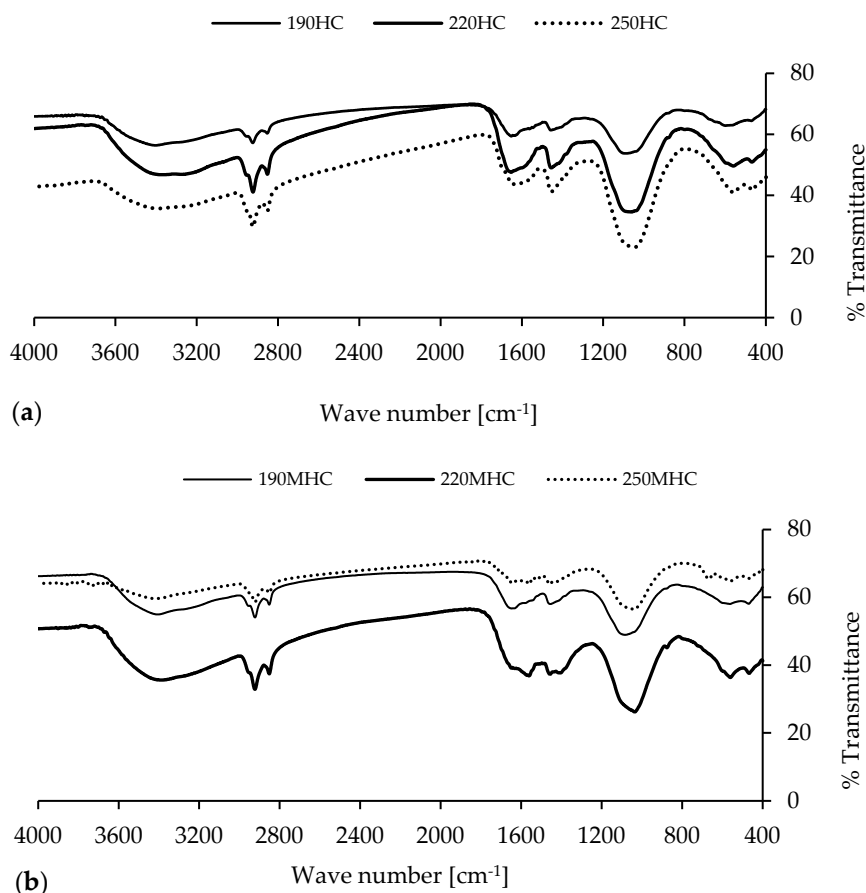 190HC 220HC 250HC
80
60
40
20
0
% Transmittance
4000 3600 3200 2800 2400 2000 1600 1200 800 400
(a) Wave number [cm-1]
190MHC 220MHC 250MHC
80
60
40
20
0
% Transmittance
4000 3600 3200 2800 2400 2000 1600 1200 800 400
(b) Wave number [cm-1]